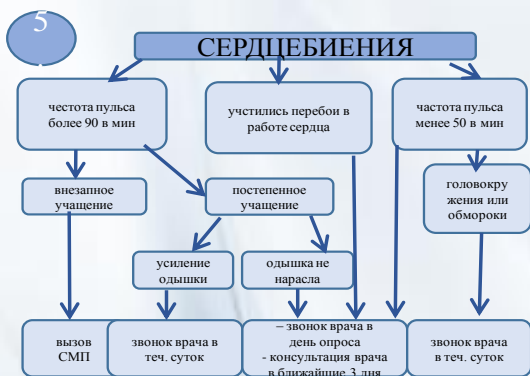 5
СЕРДЦЕБИЕНИЯ
честота пульса
более 90 в мин
учстились перебои в
работе сердца
частота пульса
менее 50 в мин
внезапное
учащение
постепенное
учащение
головокру
жения или
обмороки
усиление
одышки
одышка не
нарасла
вызов
СМП
звонок врача в
теч. суток
– звонок врача в
день опроса
- консультация врача
в ближайшие 3 дня
звонок врача
в теч. суток